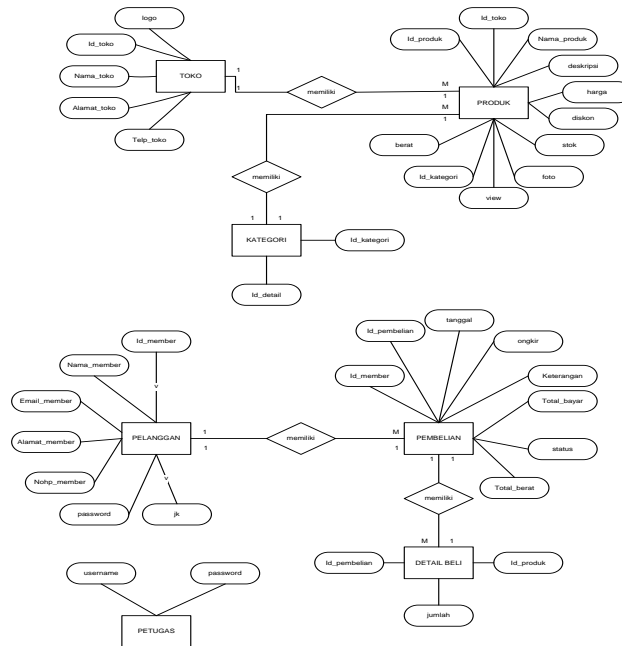 logo
Id_toko
Id_toko
Id_produk
Nama_produk
Nama_toko
TOKO
1
1
memiliki
M
1
deskripsi
harga
Alamat_toko
M
1
PRODUK
diskon
Telp_toko
berat
stok
memiliki
Id_kategori
foto
view
1
1
KATEGORI
Id_kategori
Id_detail
Id_member
Id_pembelian
tanggal
ongkir
Nama_member
Id_member
Keterangan
v
Email_member
Total_bayar
Alamat_member
PELANGGAN
1
1
memiliki
M
1
PEMBELIAN
status
1
1
Nohp_member
v
Total_berat
password
jk
memiliki
M
1
username
password
Id_pembelian
DETAIL BELI
Id_produk
jumlah
PETUGAS